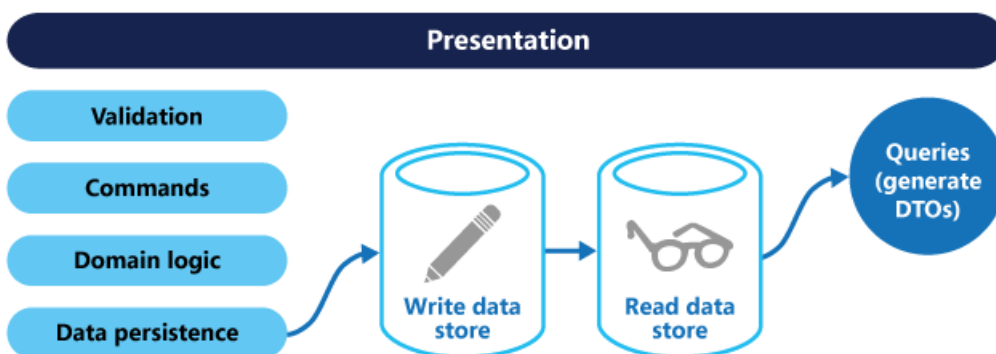 Presentation
Validation
Commands
Domain logic
Data persistence
Write data
store
Read data
store
Queries
(generate
DTOs)